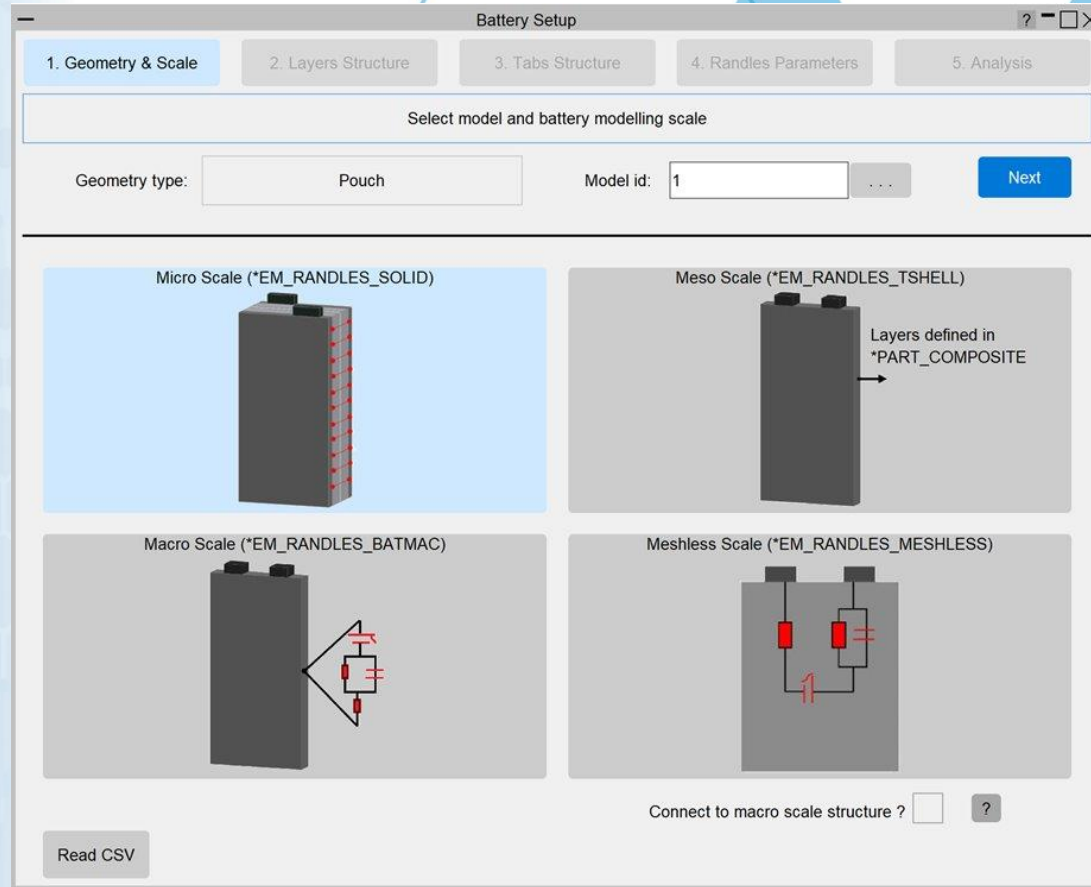 Battery Setup
?
1. Geometry & Scale
2. Layers Structure
3. Tabs Structure
4. Randles Parameters
5. Analysis
Select model and battery modelling scale
Geometry type:
Pouch
Model id:
1
...
Next
Micro Scale (*EM_RANDLES_SOLID)
Meso Scale (*EM_RANDLES_TSHELL)
Layers defined in
*PART_COMPOSITE
Macro Scale (*EM_RANDLES_BATMAC)
Meshless Scale (*EM_RANDLES_MESHLESS)
Connect to macro scale structure ?
?
Read CSV